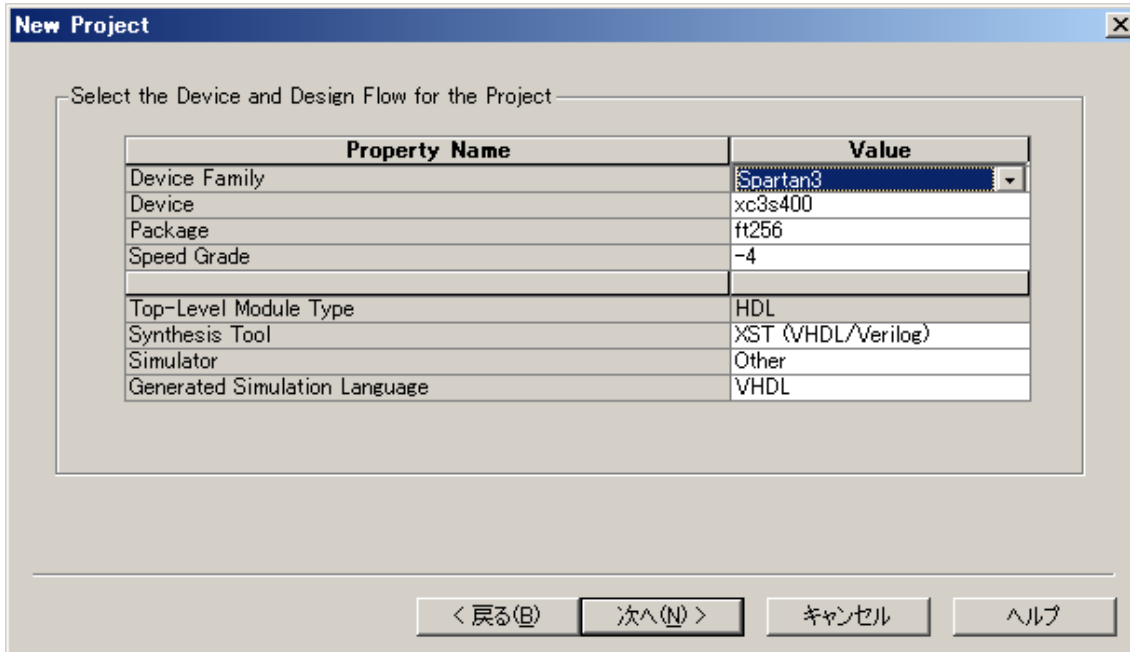 New Project
Select the Device and Design Flow for the Project
Property Name Value
Device Family Spartan3
Device xc3s400
Package ft256
Speed Grade -4
Top-Level Module Type HDL
Synthesis Tool XST (VHDL/Verilog)
Simulator Other
Generated Simulation Language VHDL
< 戻る(B) 次へ(N) > キャンセル ヘルプ